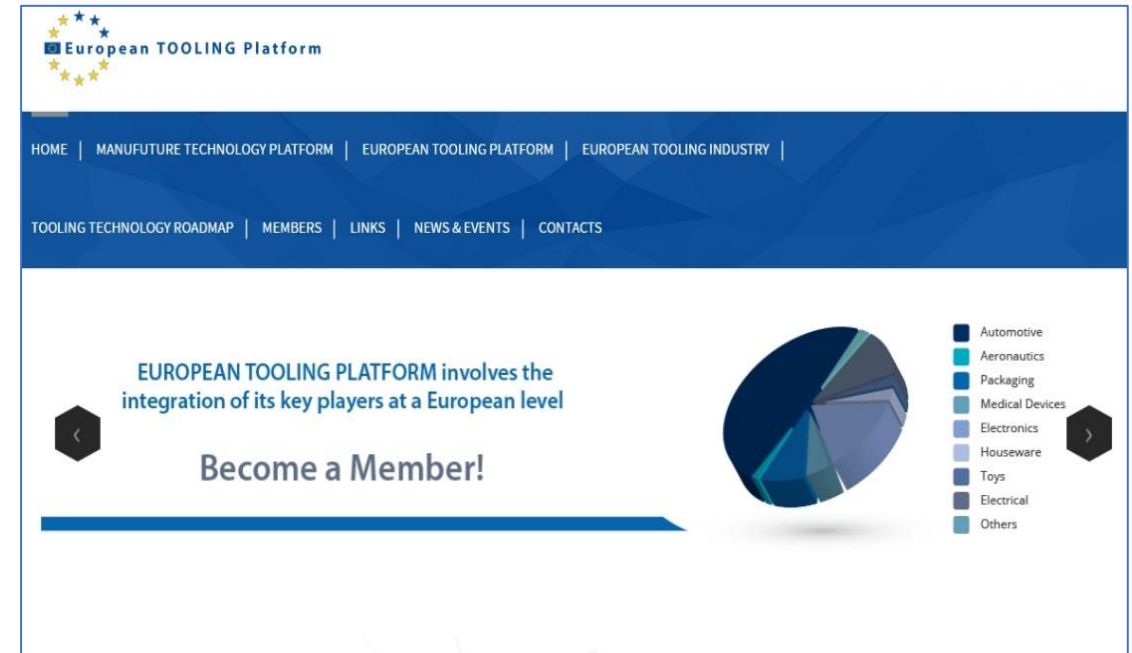 European TOOLING Platform
HOME | MANUFUTURE TECHNOLOGY PLATFORM | EUROPEAN TOOLING PLATFORM | EUROPEAN TOOLING INDUSTRY |
TOOLING TECHNOLOGY ROADMAP | MEMBERS | LINKS | NEWS & EVENTS | CONTACTS
EUROPEAN TOOLING PLATFORM involves the
integration of its key players at a European level
Become a Member!
Automotive
Aeronautics
Packaging
Medical Devices
Electronics
Houseware
Toys
Electrical
Others